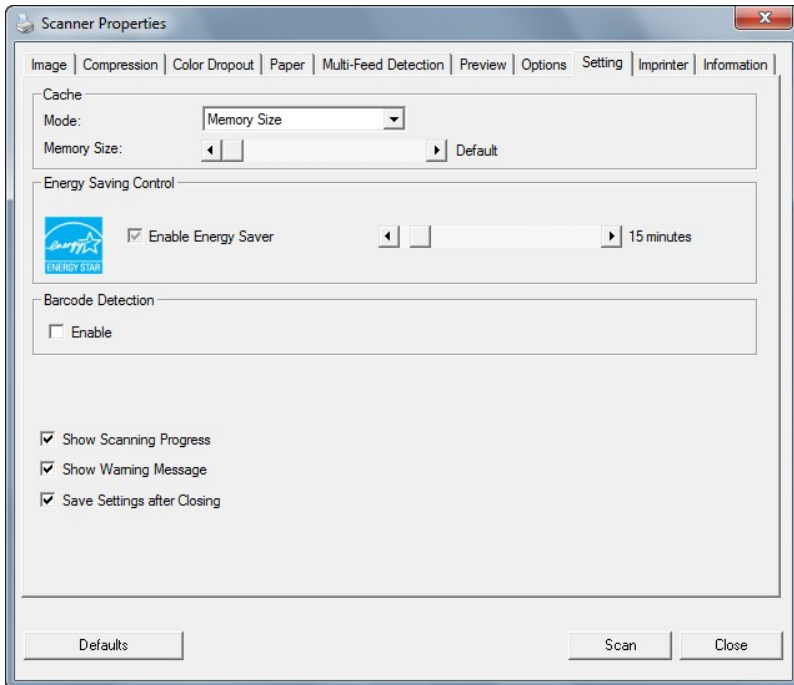 Scanner Properties
Image Compression Color Dropout Paper Multi-Feed Detection Preview Options Setting Imprinter Information
Cache
Mode: Memory Size
Memory Size: Default
Energy Saving Control
energy
ENERGY STAR
Enable Energy Saver 15 minutes
Barcode Detection
Enable
Show Scanning Progress
Show Warning Message
Save Settings after Closing
Defaults Scan Close